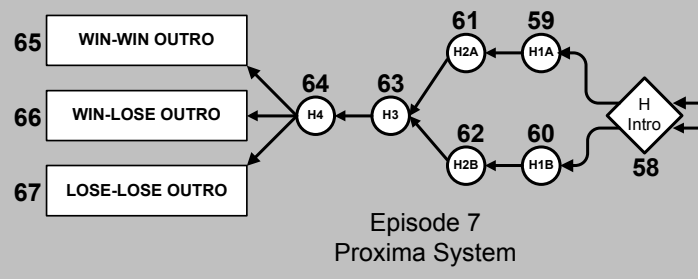 61 59
65 WIN-WIN OUTRO
H2A H1A
64 63
66 WIN-LOSE OUTRO
H4 H3
H
Intro
62 60
58
67 LOSE-LOSE OUTRO
H2B H1B
Episode 7
Proxima System